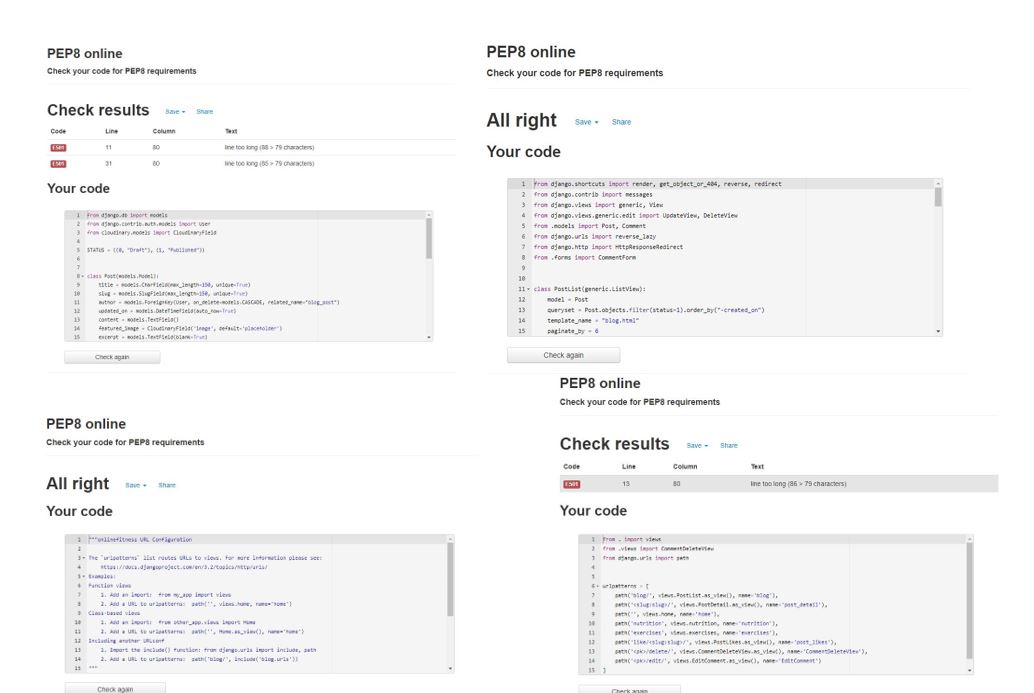 PEP8 online
Check your code for PEP8 requirements
Check results Save Share
Code Line Column Text
E501 11 80 line too long (88 > 79 characters)
E501 31 80 line too long (85 > 79 characters)
Your code
1 from django.db import models
2 from django.contrib.auth.models import User
3 from cloudinary.models import CloudinaryField
4
5 STATUS = ((0, "Draft"), (1, "Published"))
6
7
8 class Post(models.Model):
9 title = models.CharField(max_length=150, unique=True)
10 slug = models.SlugField(max_length=150, unique=True)
11 author = models.ForeignKey(User, on_delete=models.CASCADE, related_name="blog_post")
12 updated_on = models.DateTimeField(auto_now=True)
13 content = models.TextField()
14 featured_image = CloudinaryField('image', default='placeholder')
15 excerpt = models.TextField(blank=True)
Check again
PEP8 online
Check your code for PEP8 requirements
All right Save Share
Your code
1 from django.shortcuts import render, get_object_or_404, reverse, redirect
2 from django.contrib import messages
3 from django.views import generic, View
4 from django.views.generic.edit import UpdateView, DeleteView
5 from .models import Post, Comment
6 from django.urls import reverse_lazy
7 from django.http import HttpResponseRedirect
8 from .forms import CommentForm
9
10
11 class PostList(generic.ListView):
12 model = Post
13 queryset = Post.objects.filter(status=1).order_by("-created_on")
14 template_name = "blog.html"
15 paginate_by = 6
Check again
PEP8 online
Check your code for PEP8 requirements
All right Save Share
Your code
1 """onlinefitness URL Configuration
2
3 The `urlpatterns` list routes URLs to views. For more information please see:
4 https://docs.djangoproject.com/en/3.2/topics/http/urls/
5 Examples:
6 Function views
7 1. Add an import: from my_app import views
8 2. Add a URL to urlpatterns: path('', views.home, name='home')
9 Class-based views
10 1. Add an import: from other_app.views import Home
11 2. Add a URL to urlpatterns: path('', Home.as_view(), name='home')
12 Including another URLconf
13 1. Import the include() function: from django.urls import include, path
14 2. Add a URL to urlpatterns: path('blog/', include('blog.urls'))
15 """
Check again
PEP8 online
Check your code for PEP8 requirements
Check results Save Share
Code Line Column Text
E501 13 80 line too long (86 > 79 characters)
Your code
1 from . import views
2 from .views import CommentDeleteView
3 from django.urls import path
4
5
6 urlpatterns = [
7 path('blog/', views.PostList.as_view(), name='blog'),
8 path('<slug:slug>/', views.PostDetail.as_view(), name='post_detail'),
9 path('', views.home, name='home'),
10 path('nutrition', views.nutrition, name='nutrition'),
11 path('exercises', views.exercises, name='exercises'),
12 path('like/<slug:slug>/', views.PostLikes.as_view(), name='post_likes'),
13 path('<pk>/delete/', views.CommentDeleteView.as_view(), name='CommentDeleteView'),
14 path('<pk>/edit/', views.EditComment.as_view(), name='EditComment')
15 ]
Check again